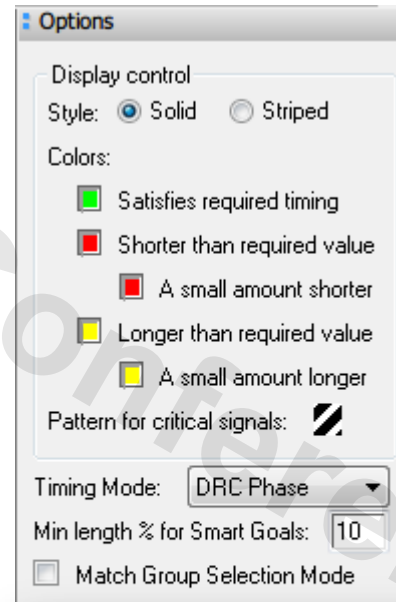 Options
Display control
Style: Solid Striped
Colors:
Satisfies required timing
Shorter than required value
A small amount shorter
Longer than required value
A small amount longer
Pattern for critical signals:
Timing Mode: DRC Phase
Min length % for Smart Goals: 10
Match Group Selection Mode
Conferen